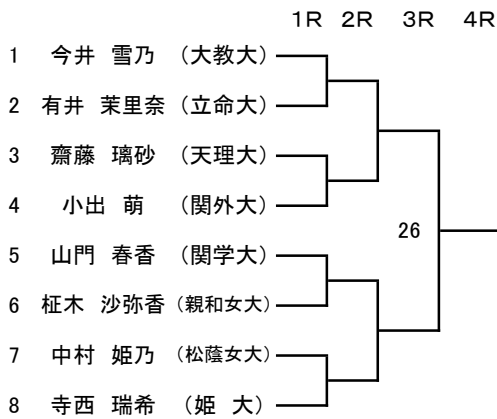 1R 2R 3R 4R
1 今井 雪乃 (大教大)
2 有井 茉里奈 (立命大)
3 齋藤 璃砂 (天理大)
4 小出 萌 (関外大)
26
5 山門 春香 (関学大)
6 柾木 沙弥香 (親和女大)
7 中村 姫乃 (松蔭女大)
8 寺西 瑞希 (姫 大)